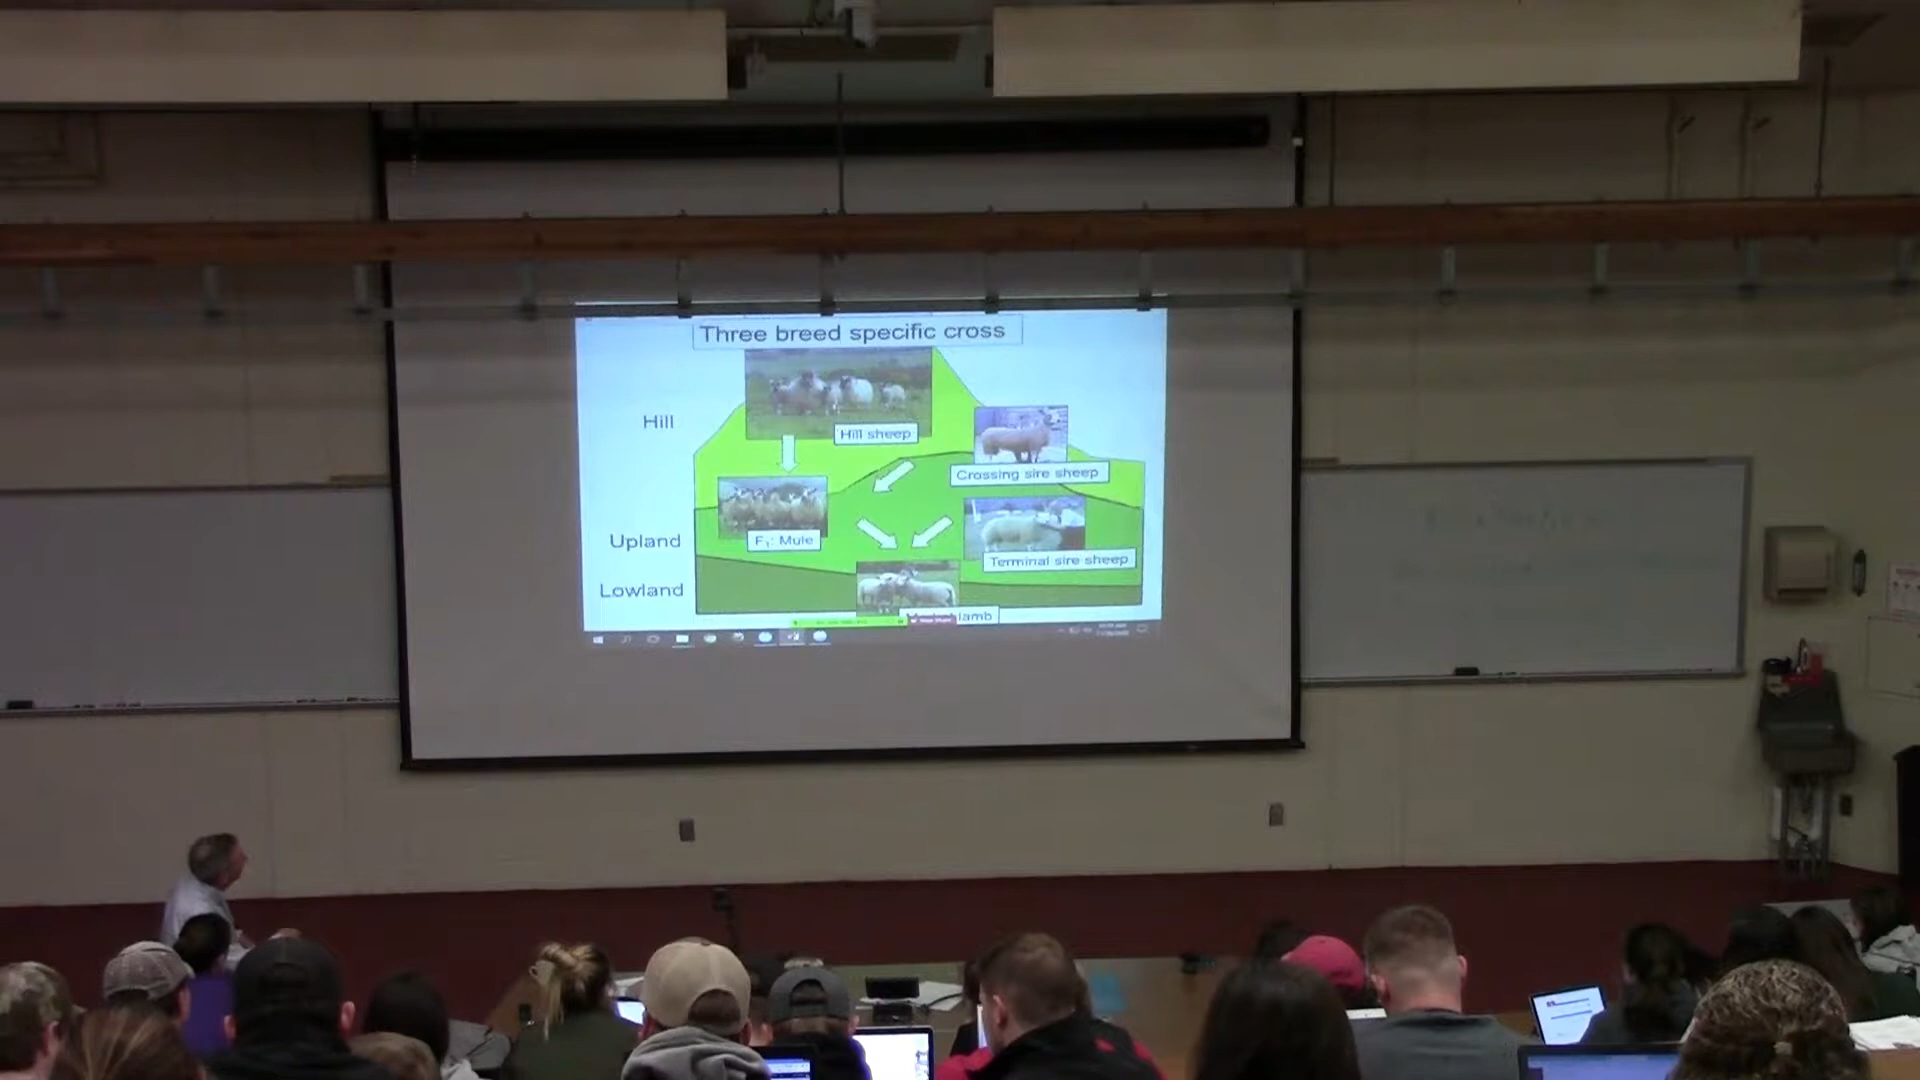 Three breed specific cross
Hill
Hill sheep
Crossing sire sheep
F₁: Mule
Upland
Terminal sire sheep
Lowland
lamb